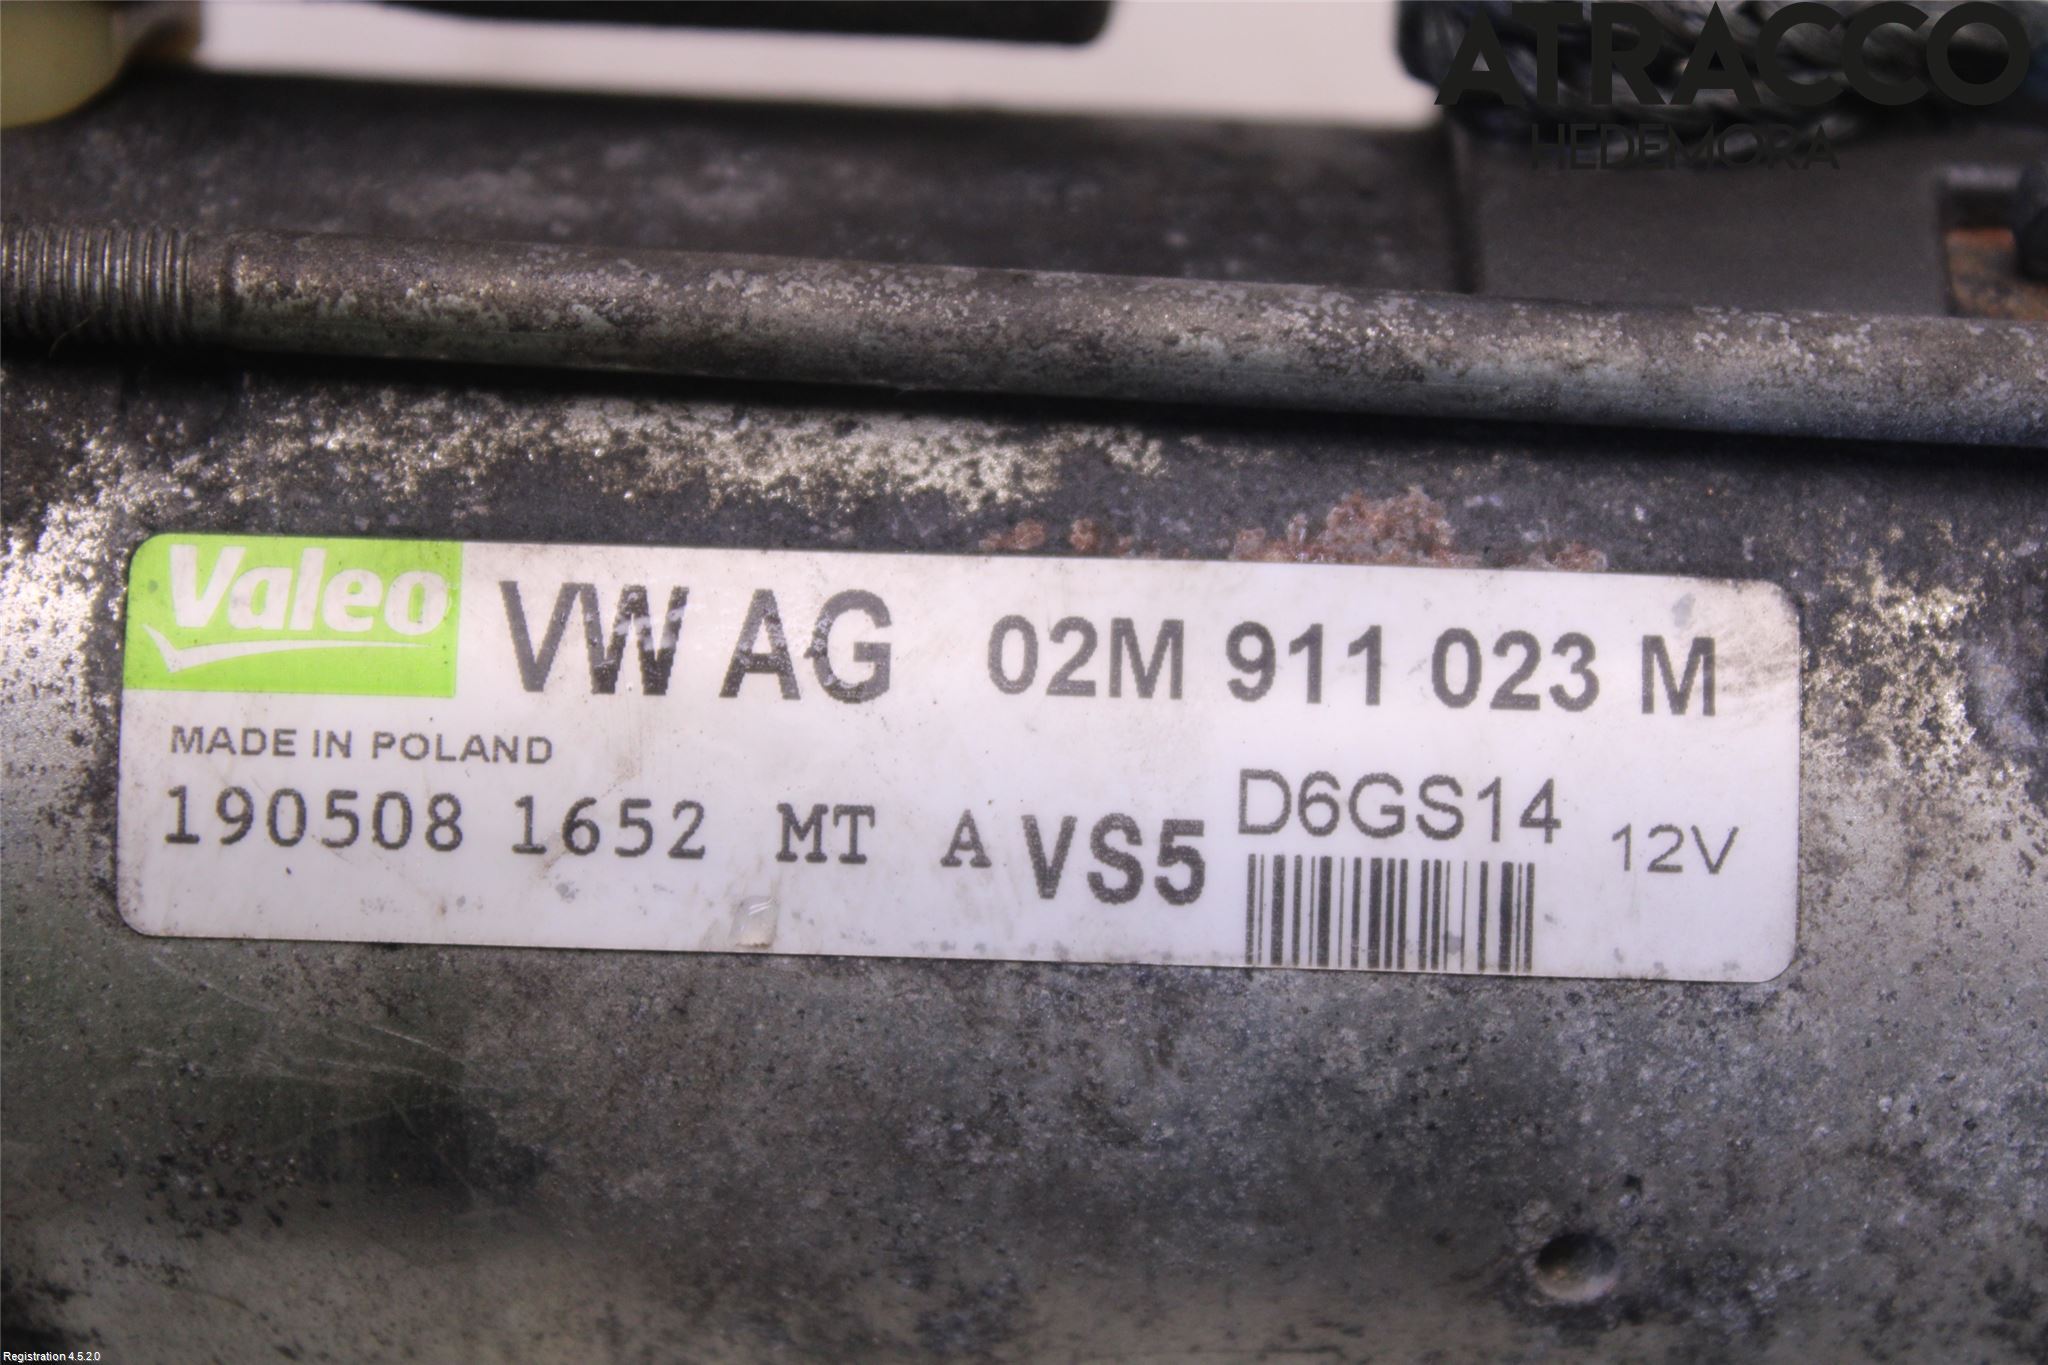 ATRACCO
HEDEMORA
Valeo VW AG 02M 911 023 M
MADE IN POLAND
190508 1652 MT A VS5 D6GS14 12V
Registration 4.5.2.0